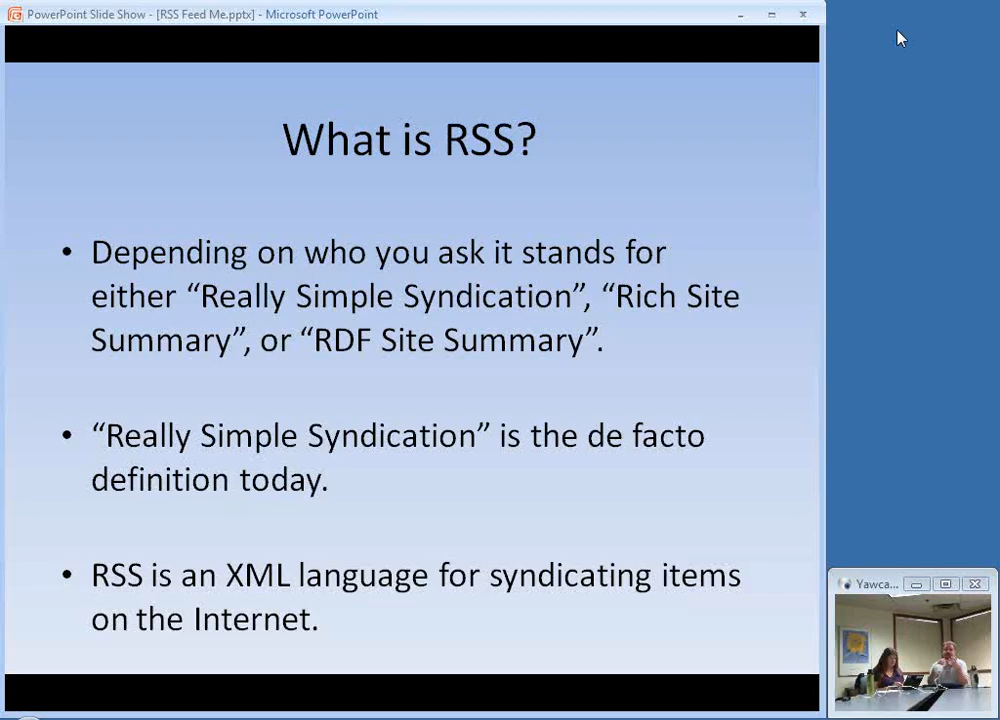 PowerPoint Slide Show - [RSS Feed Me.pptx] - Microsoft PowerPoint
What is RSS?
• Depending on who you ask it stands for
either “Really Simple Syndication”, “Rich Site
Summary”, or “RDF Site Summary”.
• “Really Simple Syndication” is the de facto
definition today.
• RSS is an XML language for syndicating items
on the Internet.
Yawca...